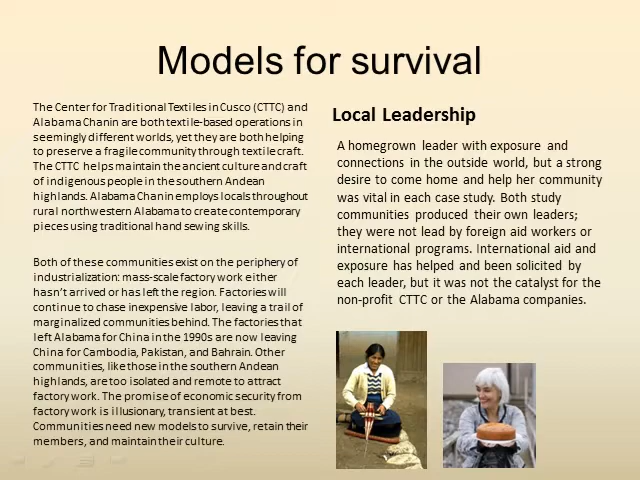 Models for survival
The Center for Traditional Textiles in Cusco (CTTC) and
Alabama Chanin are both textile-based operations in
seemingly different worlds, yet they are both helping
to preserve a fragile community through textile craft.
The CTTC helps maintain the ancient culture and craft
of indigenous people in the southern Andean
highlands. Alabama Chanin employs locals throughout
rural northwestern Alabama to create contemporary
pieces using traditional hand sewing skills.
Both of these communities exist on the periphery of
industrialization: mass-scale factory work either
hasn't arrived or has left the region. Factories will
continue to chase inexpensive labor, leaving a trail of
marginalized communities behind. The factories that
left Alabama for China in the 1990s are now leaving
China for Cambodia, Pakistan, and Bahrain. Other
communities, like those in the southern Andean
highlands, are too isolated and remote to attract
factory work. The promise of economic security from
factory work is illusionary, transient at best.
Communities need new models to survive, retain their
members, and maintain their culture.
Local Leadership
A homegrown leader with exposure and
connections in the outside world, but a strong
desire to come home and help her community
was vital in each case study. Both study
communities produced their own leaders;
they were not lead by foreign aid workers or
international programs. International aid and
exposure has helped and been solicited by
each leader, but it was not the catalyst for the
non-profit CTTC or the Alabama companies.